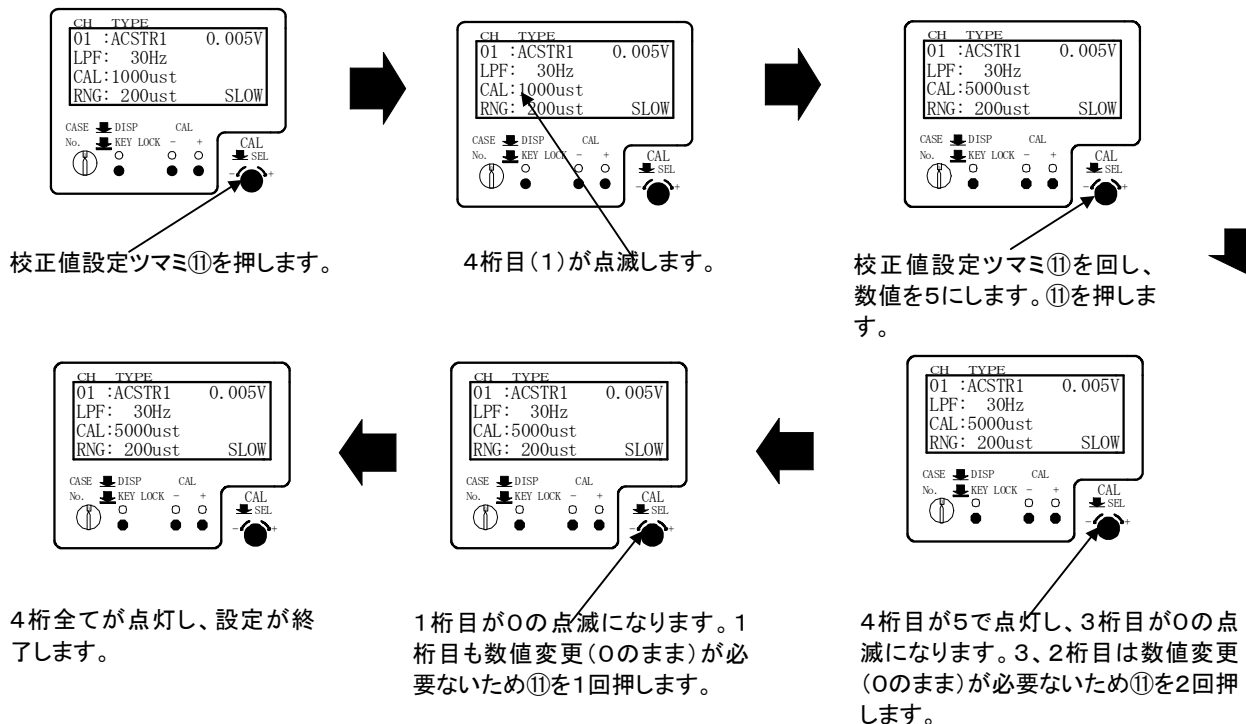 CH TYPE
01 :ACSTR1 0.005V
LPF: 30Hz
CAL:1000ust
RNG: 200ust SLOW
CASE DISP CAL
No. KEY LOCK - +
CAL
SEL
- +
校正値設定ツマミ⑪を押します。
CH TYPE
01 :ACSTR1 0.005V
LPF: 30Hz
CAL:1000ust
RNG: 200ust SLOW
CASE DISP CAL
No. KEY LOCK - +
CAL
SEL
- +
4桁目(1)が点滅します。
CH TYPE
01 :ACSTR1 0.005V
LPF: 30Hz
CAL:5000ust
RNG: 200ust SLOW
CASE DISP CAL
No. KEY LOCK - +
CAL
SEL
- +
校正値設定ツマミ⑪を回し、
数値を5にします。⑪を押しま
す。
CH TYPE
01 :ACSTR1 0.005V
LPF: 30Hz
CAL:5000ust
RNG: 200ust SLOW
CASE DISP CAL
No. KEY LOCK - +
CAL
SEL
- +
4桁目が5で点灯し、3桁目が0の点
滅になります。3、2桁目は数値変更
(0のまま)が必要ないため⑪を2回押
します。
CH TYPE
01 :ACSTR1 0.005V
LPF: 30Hz
CAL:5000ust
RNG: 200ust SLOW
CASE DISP CAL
No. KEY LOCK - +
CAL
SEL
- +
1桁目が0の点滅になります。1
桁目も数値変更(0のまま)が必
要ないため⑪を1回押します。
CH TYPE
01 :ACSTR1 0.005V
LPF: 30Hz
CAL:5000ust
RNG: 200ust SLOW
CASE DISP CAL
No. KEY LOCK - +
CAL
SEL
- +
4桁全てが点灯し、設定が終
了します。